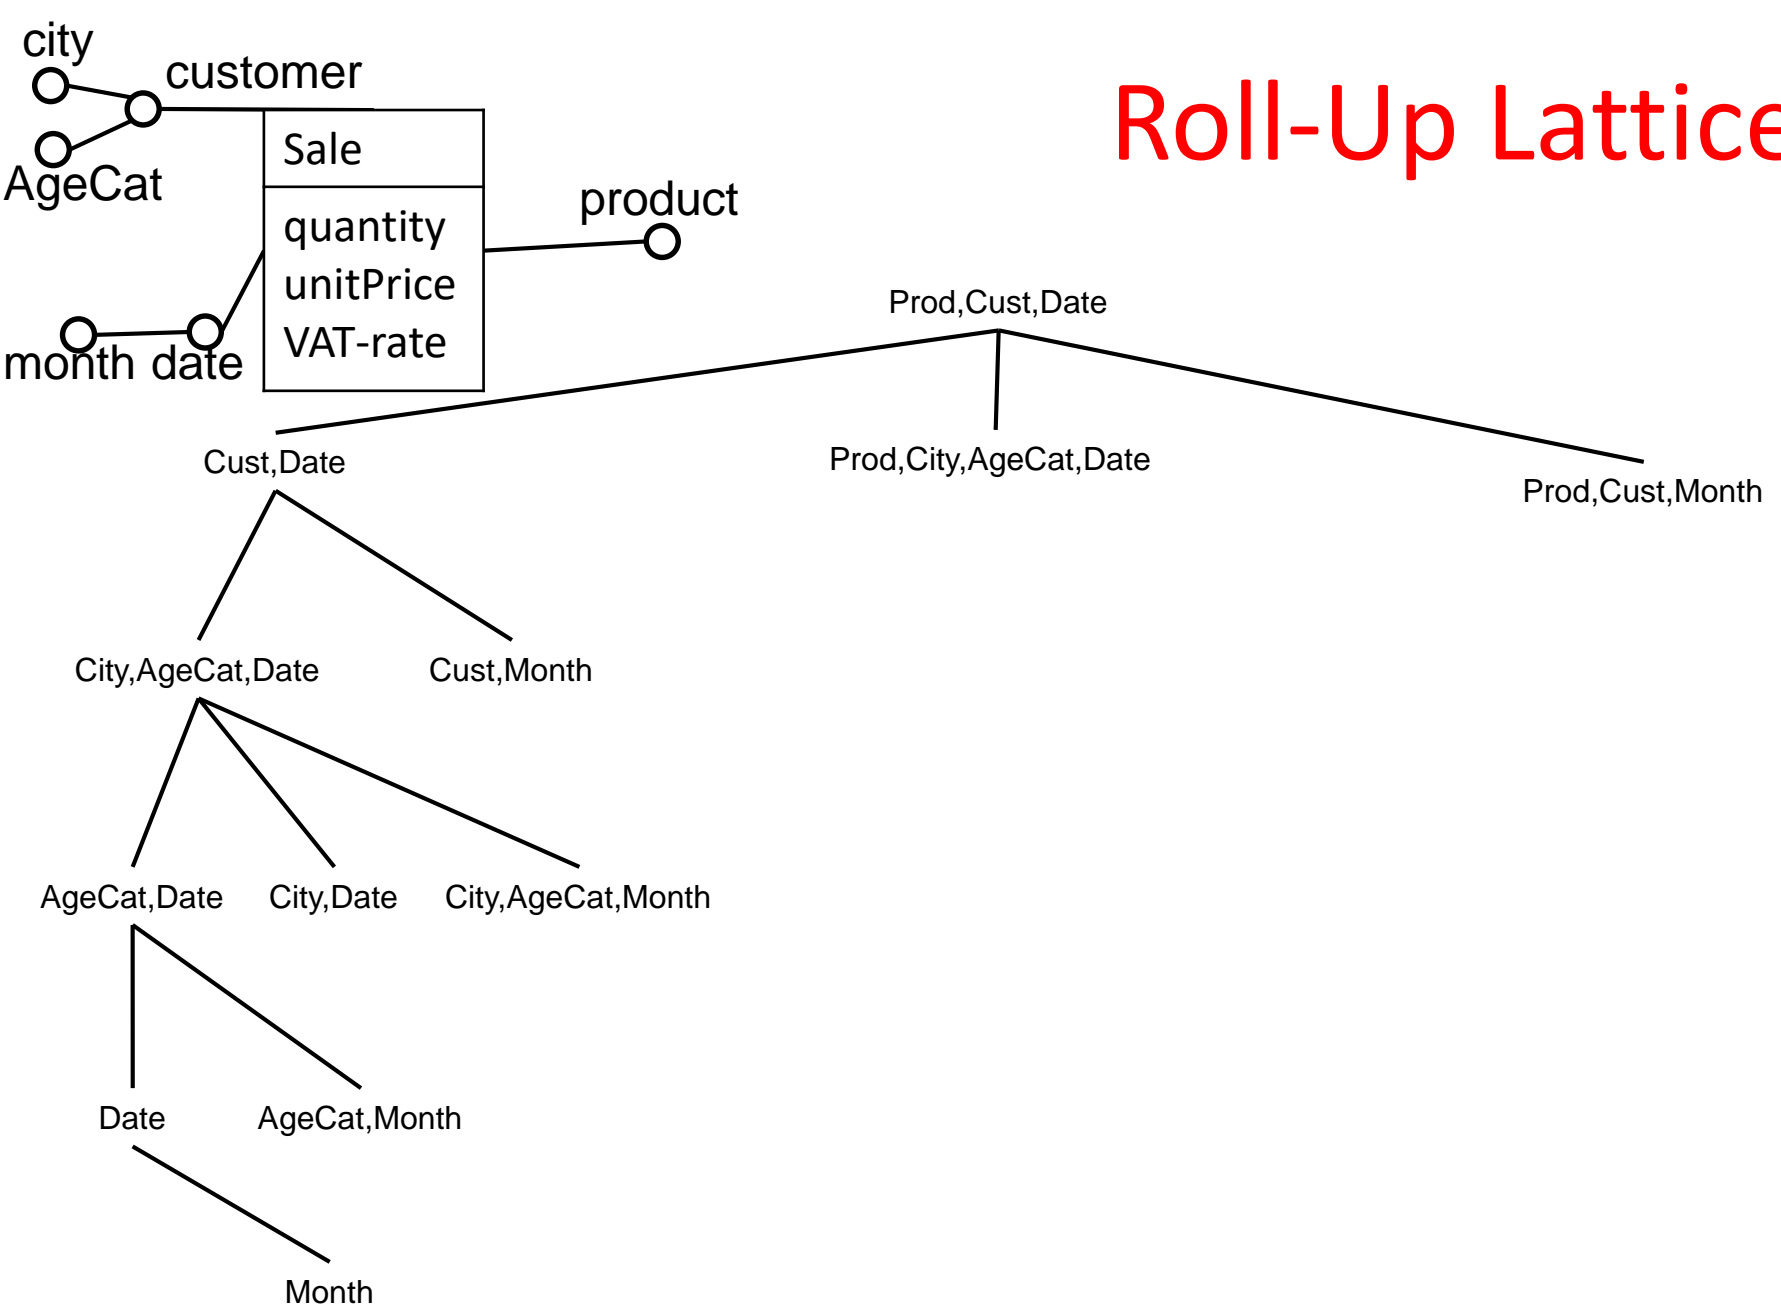 city
customer
Roll-Up Lattice
AgeCat
Sale
product
quantity
unitPrice
VAT-rate
month date
Prod,Cust,Date
Cust,Date
Prod,City,AgeCat,Date
Prod,Cust,Month
City,AgeCat,Date
Cust,Month
AgeCat,Date
City,Date
City,AgeCat,Month
Date
AgeCat,Month
Month